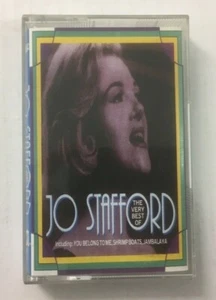 JO STAFFORD
THE
VERY
BEST
OF
including: YOU BELONG TO ME, SHRIMP BOATS, JAMBALAYA